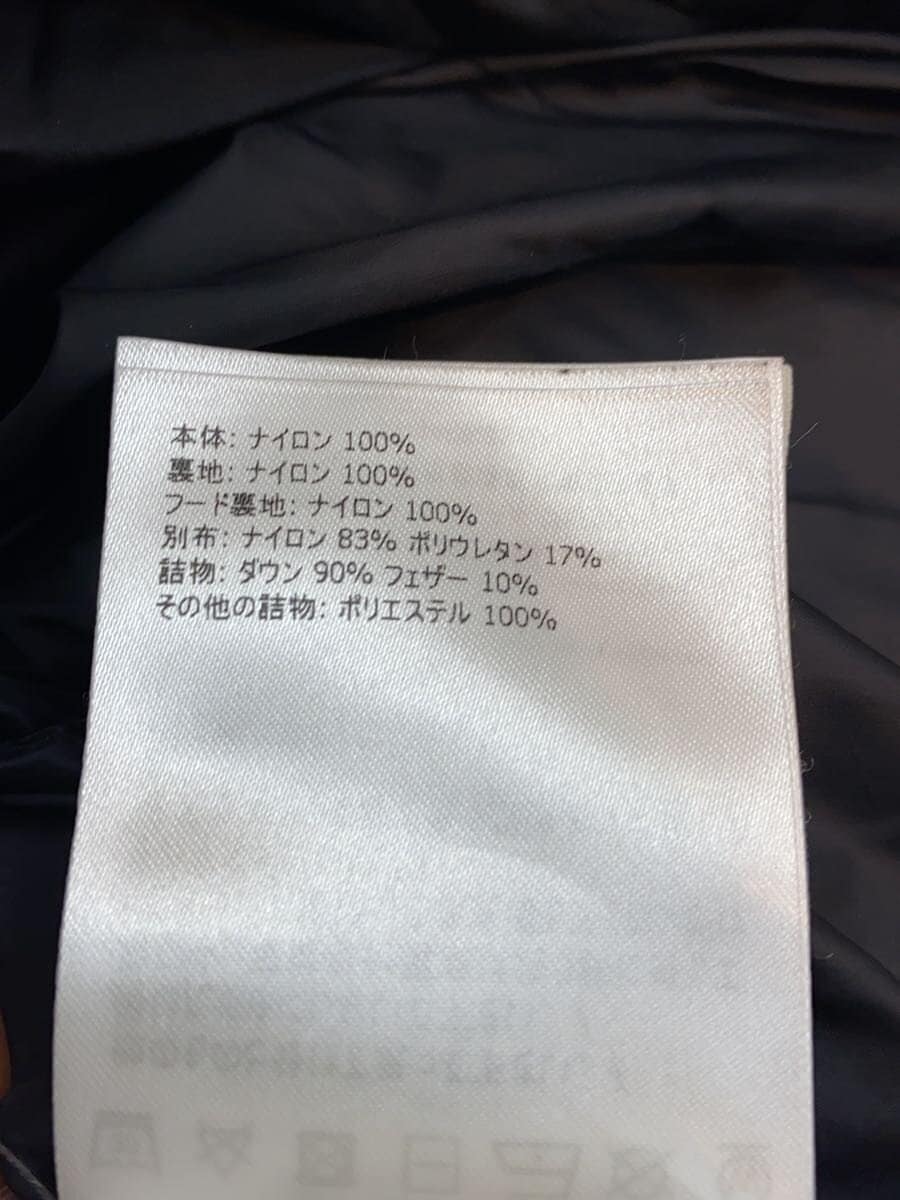 本体: ナイロン 100%
裏地: ナイロン 100%
フード裏地: ナイロン 100%
別布: ナイロン 83% ポリウレタン 17%
詰物: ダウン 90% フェザー 10%
その他の詰物: ポリエステル 100%